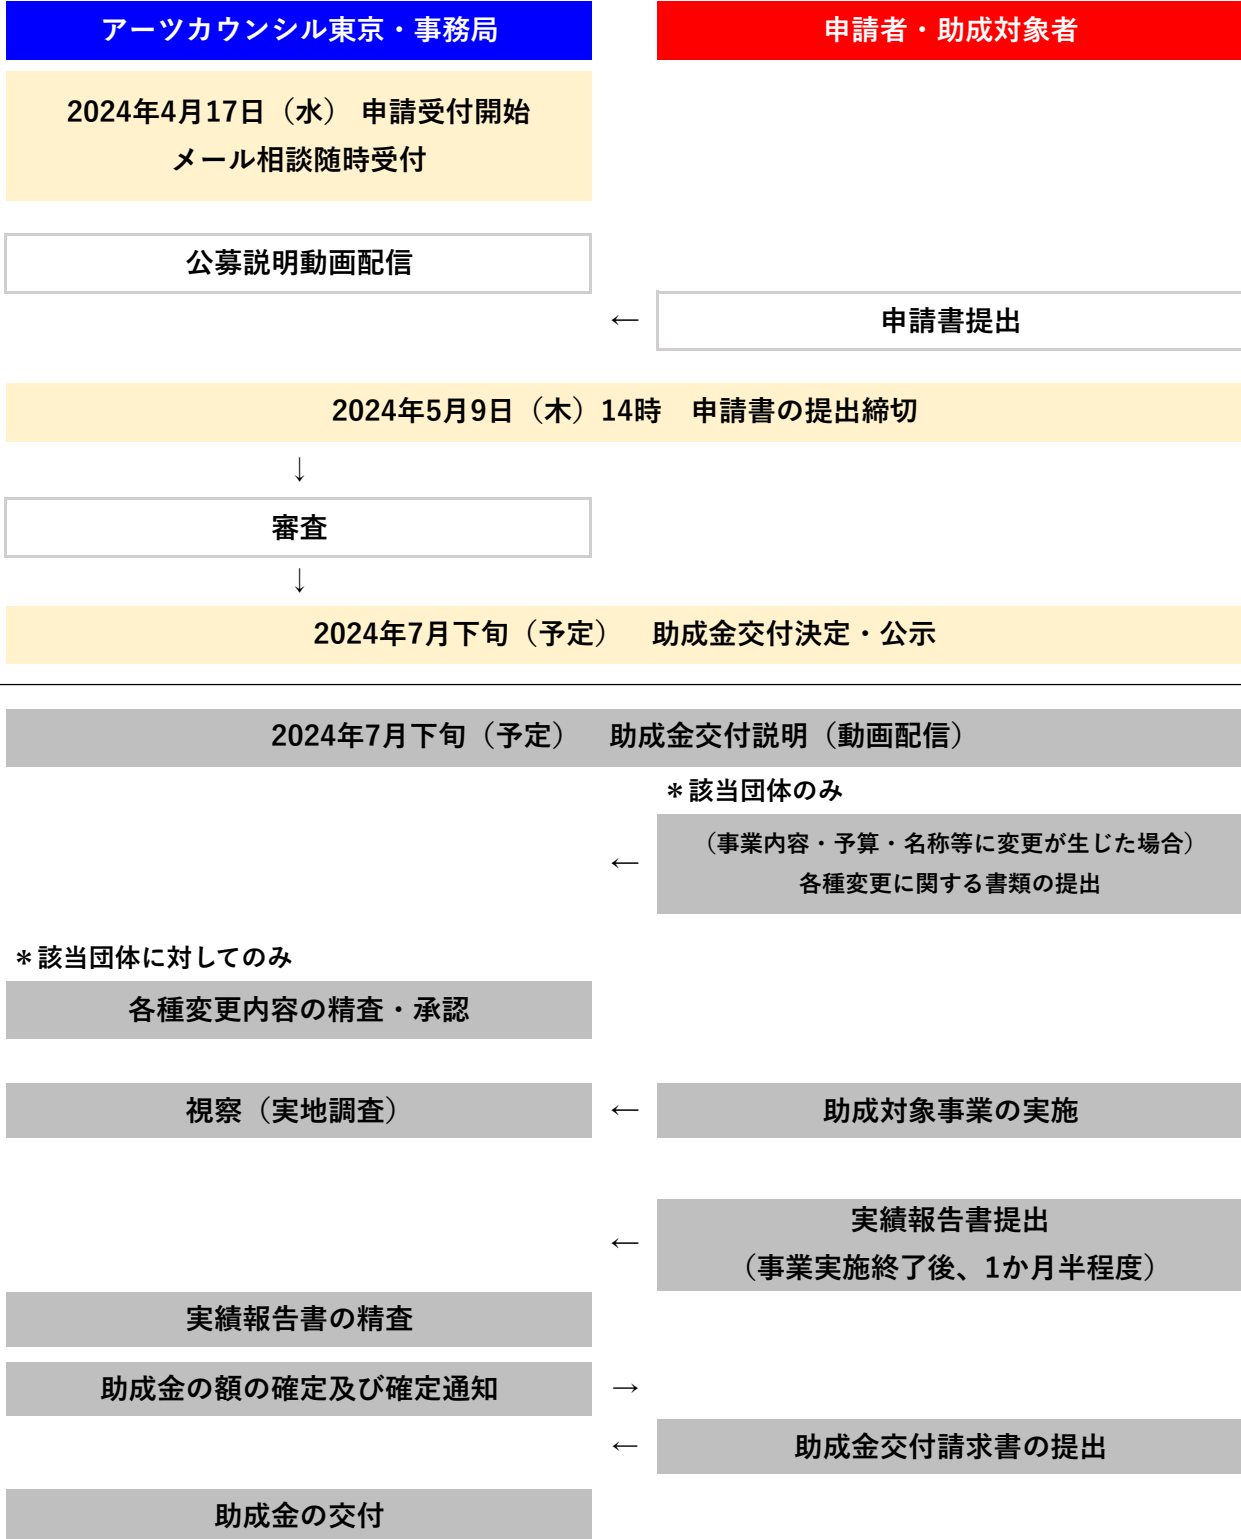 アーツカウンシル東京・事務局
申請者・助成対象者
2024年4月17日（水） 申請受付開始
メール相談随時受付
公募説明動画配信
← 申請書提出
2024年5月9日（木）14時　申請書の提出締切
↓
審査
↓
2024年7月下旬（予定）　助成金交付決定・公示
2024年7月下旬（予定）　助成金交付説明（動画配信）
＊該当団体のみ
（事業内容・予算・名称等に変更が生じた場合）
←
各種変更に関する書類の提出
＊該当団体に対してのみ
各種変更内容の精査・承認
視察（実地調査） ← 助成対象事業の実施
実績報告書提出
←
（事業実施終了後、1か月半程度）
実績報告書の精査
助成金の額の確定及び確定通知 →
← 助成金交付請求書の提出
助成金の交付